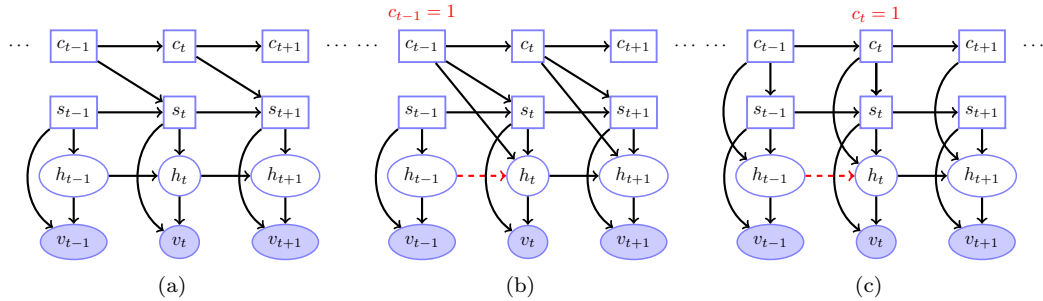 c_{t−1} = 1 c_t = 1
⋯ c_{t−1} c_t c_{t+1} ⋯ ⋯ c_{t−1} c_t c_{t+1} ⋯ ⋯ c_{t−1} c_t c_{t+1} ⋯
s_{t−1} s_t s_{t+1} s_{t−1} s_t s_{t+1} s_{t−1} s_t s_{t+1}
h_{t−1} h_t h_{t+1} h_{t−1} h_t h_{t+1} h_{t−1} h_t h_{t+1}
v_{t−1} v_t v_{t+1} v_{t−1} v_t v_{t+1} v_{t−1} v_t v_{t+1}
(a) (b) (c)